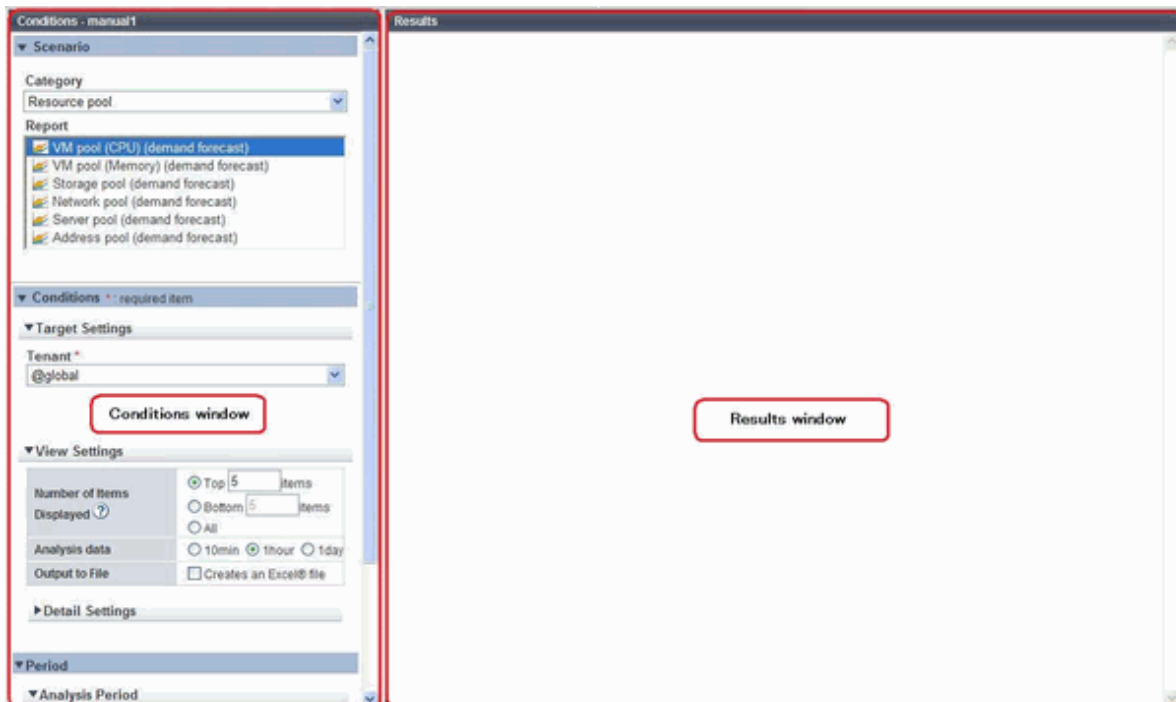 Conditions - manual1
Scenario
Category
Resource pool
Report
VM pool (CPU) (demand forecast)
VM pool (Memory) (demand forecast)
Storage pool (demand forecast)
Network pool (demand forecast)
Server pool (demand forecast)
Address pool (demand forecast)
Conditions * : required item
Target Settings
Tenant *
@global
Conditions window
View Settings
Number of Items Displayed ?
Top 5 items
Bottom 5 items
All
Analysis data 10min 1hour 1day
Output to File Creates an Excel® file
Detail Settings
Period
Analysis Period
Results
Results window